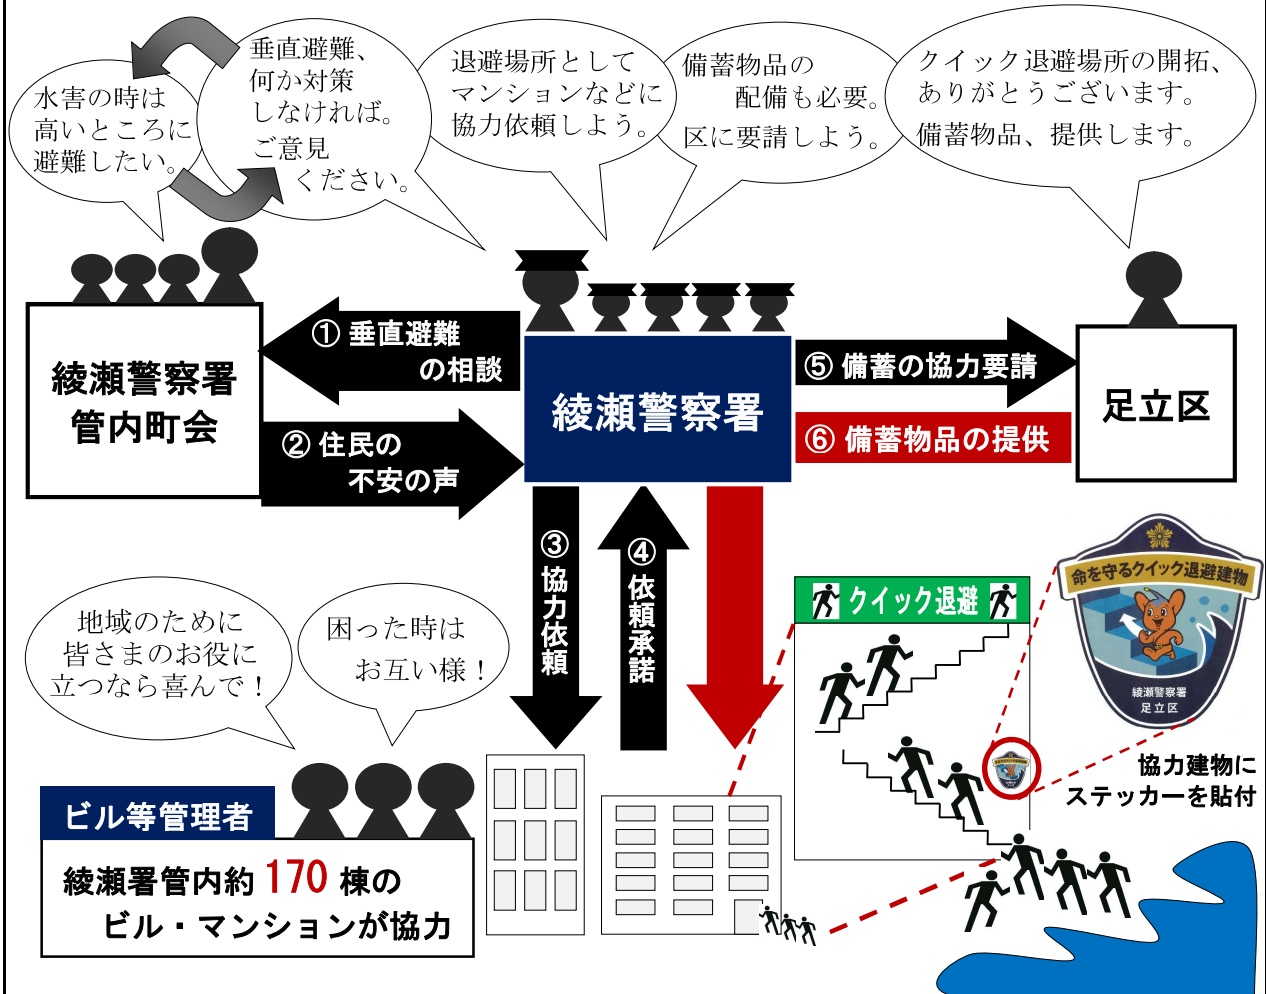 水害の時は
高いところに
避難したい。
垂直避難、
何か対策
しなければ。
ご意見
ください。
退避場所として
マンションなどに
協力依頼しよう。
備蓄物品の
配備も必要。
区に要請しよう。
クイック退避場所の開拓、
ありがとうございます。
備蓄物品、提供します。
綾瀬警察署
管内町会
① 垂直避難
の相談
② 住民の
不安の声
綾瀬警察署
⑤ 備蓄の協力要請
⑥ 備蓄物品の提供
足立区
③ 協力依頼
④ 依頼承諾
地域のために
皆さまのお役に
立つなら喜んで！
困った時は
お互い様！
ビル等管理者
綾瀬署管内約 170 棟の
ビル・マンションが協力
クイック退避
命を守るクイック退避建物
綾瀬警察署
足立区
協力建物に
ステッカーを貼付